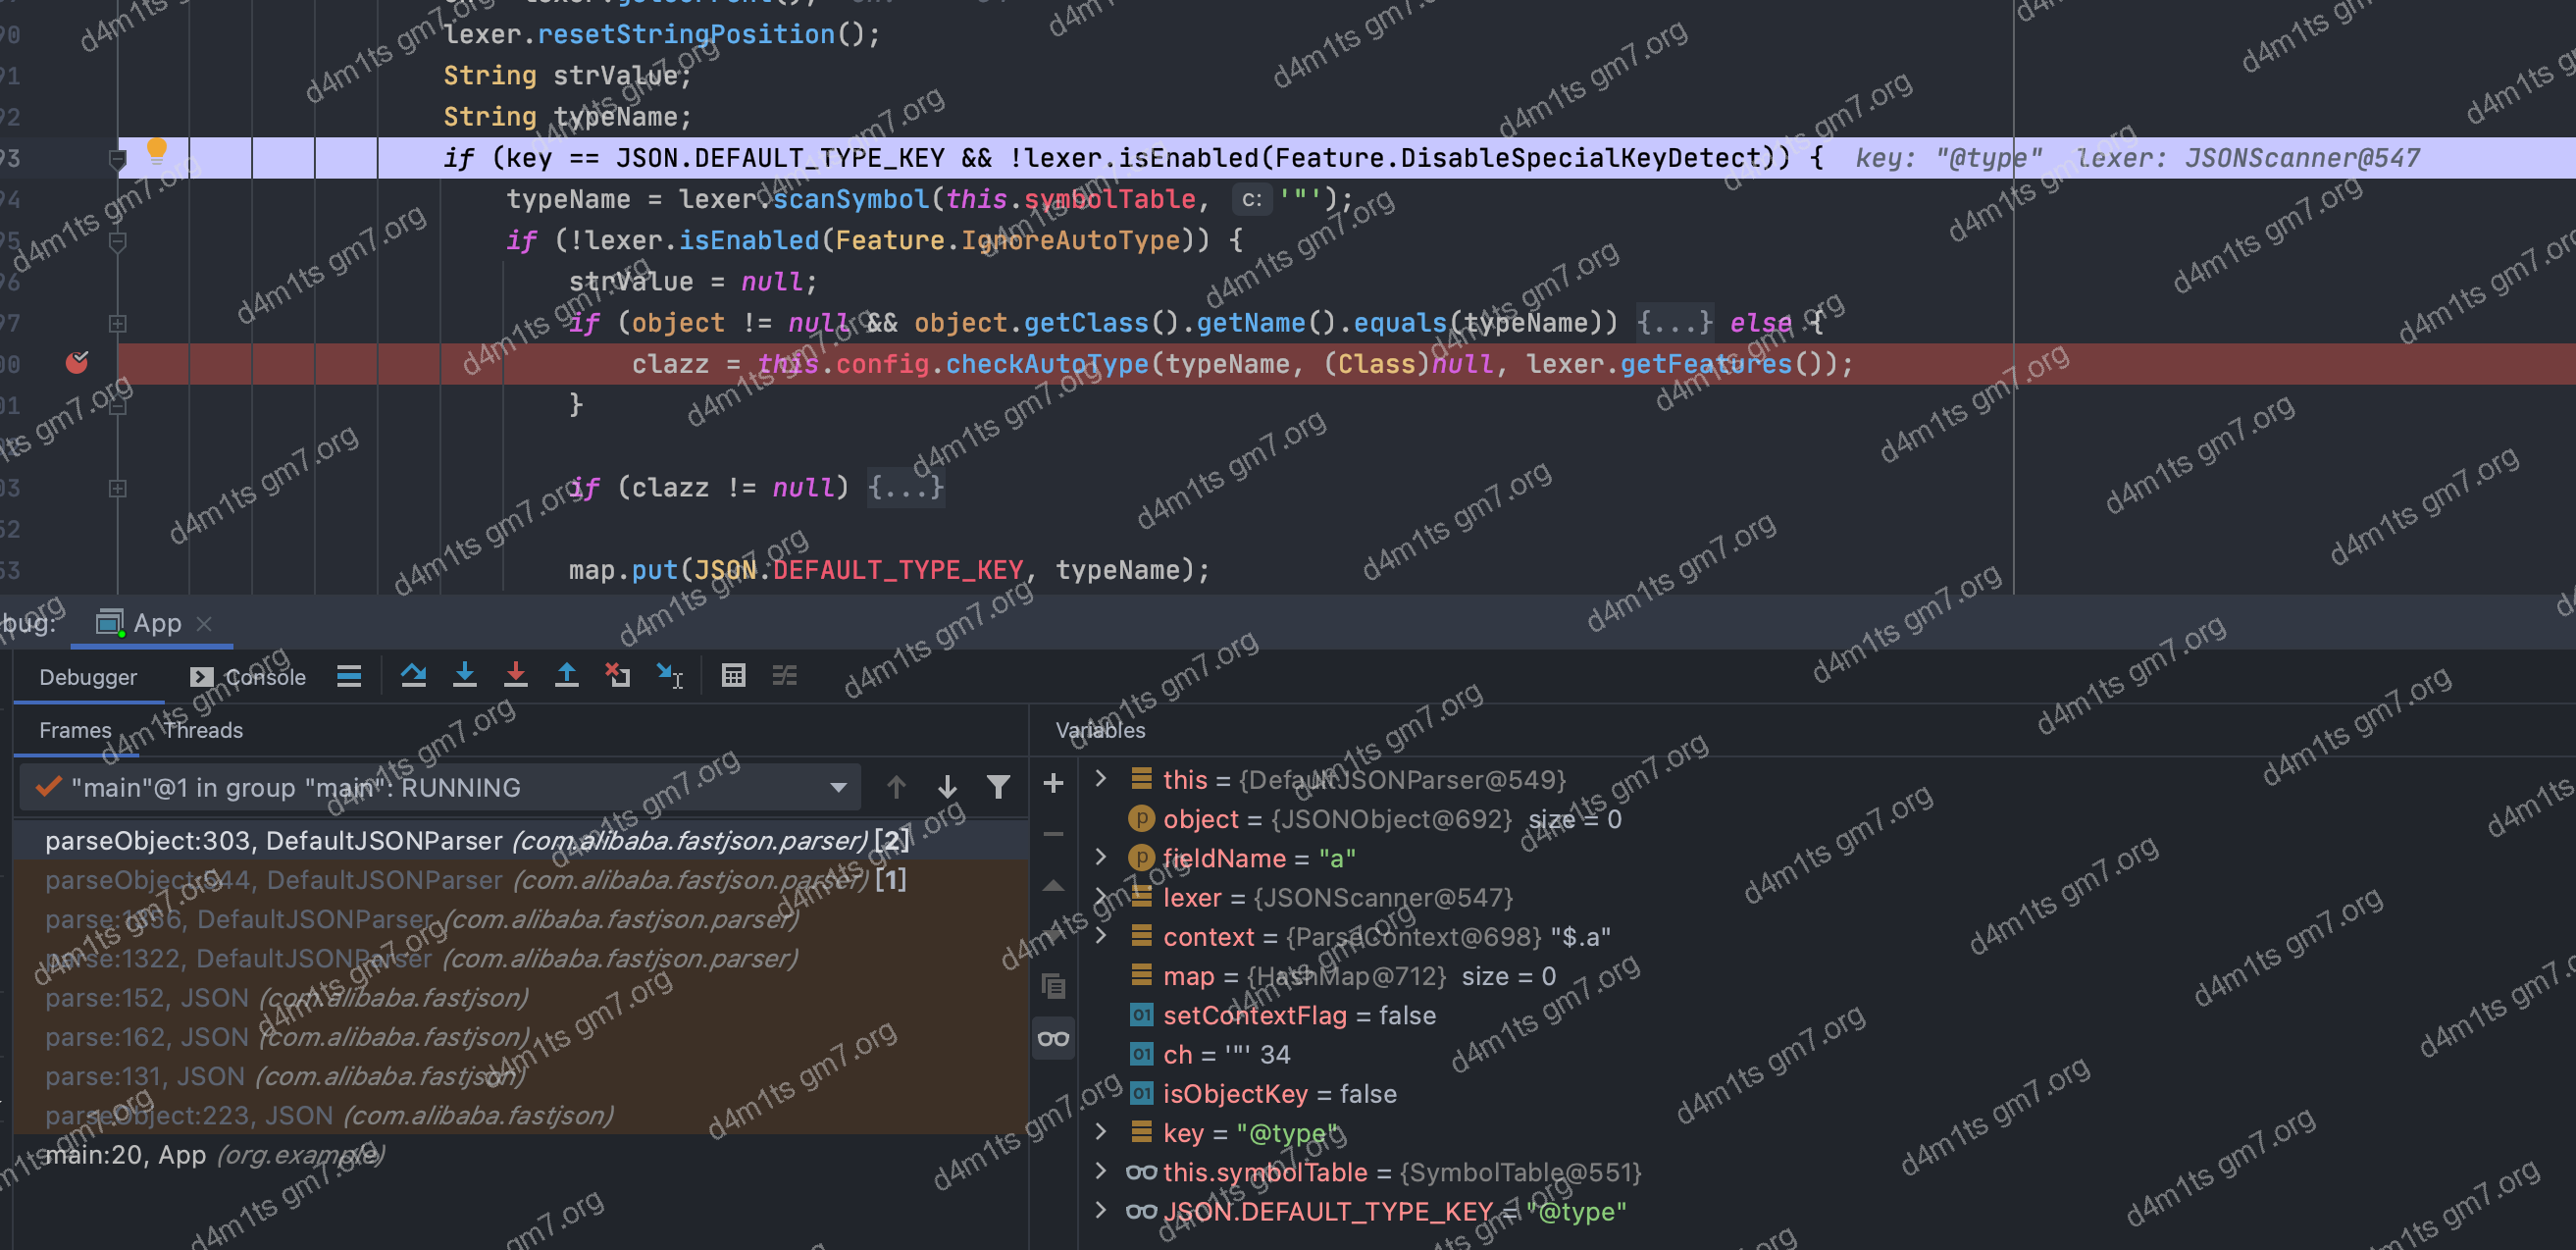 90 lexer.resetStringPosition();
91 String strValue;
92 String typeName;
93 if (key == JSON.DEFAULT_TYPE_KEY && !lexer.isEnabled(Feature.DisableSpecialKeyDetect)) { key: "@type" lexer: JSONScanner@547
94 typeName = lexer.scanSymbol(this.symbolTable, c: '"');
95 if (!lexer.isEnabled(Feature.IgnoreAutoType)) {
96 strValue = null;
97 if (object != null && object.getClass().getName().equals(typeName)) {...} else {
00 clazz = this.config.checkAutoType(typeName, (Class)null, lexer.getFeatures());
01 }
03 if (clazz != null) {...}
52
53 map.put(JSON.DEFAULT_TYPE_KEY, typeName);
bug: App
Debugger Console
Frames Threads
Variables
"main"@1 in group "main": RUNNING
parseObject:303, DefaultJSONParser (com.alibaba.fastjson.parser) [2]
parseObject:544, DefaultJSONParser (com.alibaba.fastjson.parser) [1]
parse:1356, DefaultJSONParser (com.alibaba.fastjson.parser)
parse:1322, DefaultJSONParser (com.alibaba.fastjson.parser)
parse:152, JSON (com.alibaba.fastjson)
parse:162, JSON (com.alibaba.fastjson)
parse:131, JSON (com.alibaba.fastjson)
parseObject:223, JSON (com.alibaba.fastjson)
main:20, App (org.example)
this = {DefaultJSONParser@549}
object = {JSONObject@692} size = 0
fieldName = "a"
lexer = {JSONScanner@547}
context = {ParseContext@698} "$.a"
map = {HashMap@712} size = 0
setContextFlag = false
ch = '"' 34
isObjectKey = false
key = "@type"
this.symbolTable = {SymbolTable@551}
JSON.DEFAULT_TYPE_KEY = "@type"
d4m1ts gm7.org